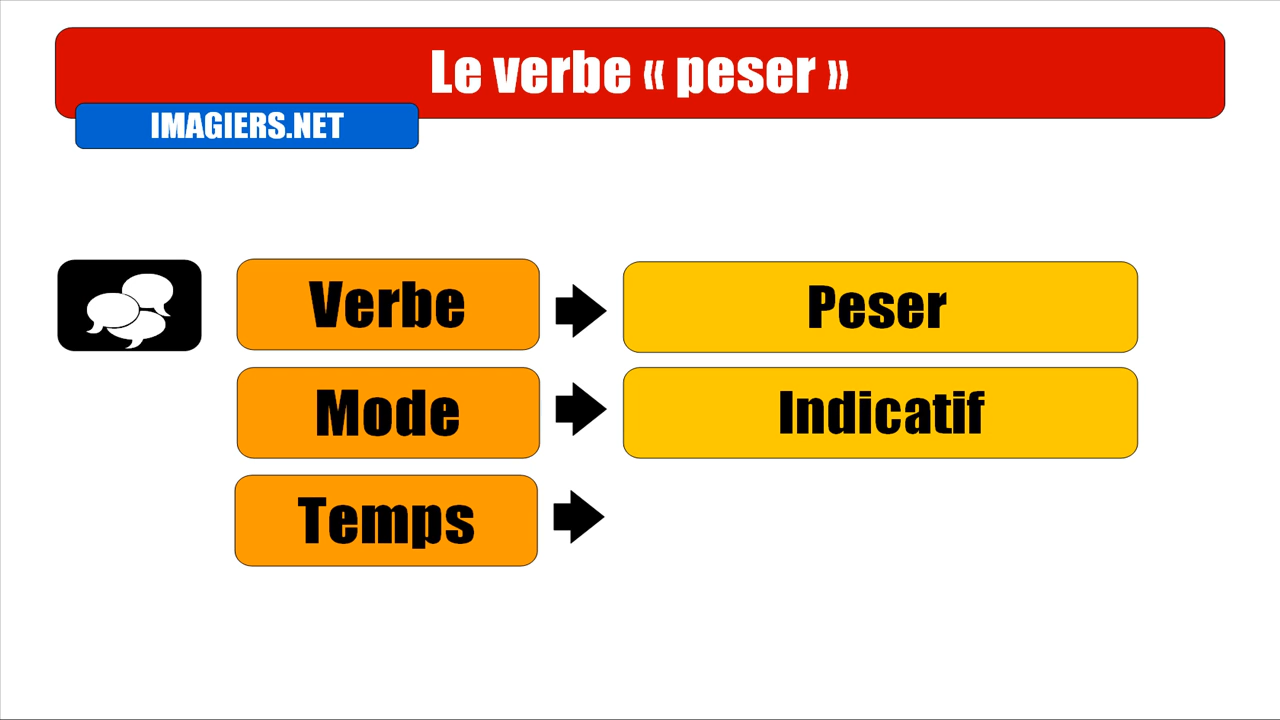 Le verbe « peser »
IMAGIERS.NET
Verbe
Peser
Mode
Indicatif
Temps